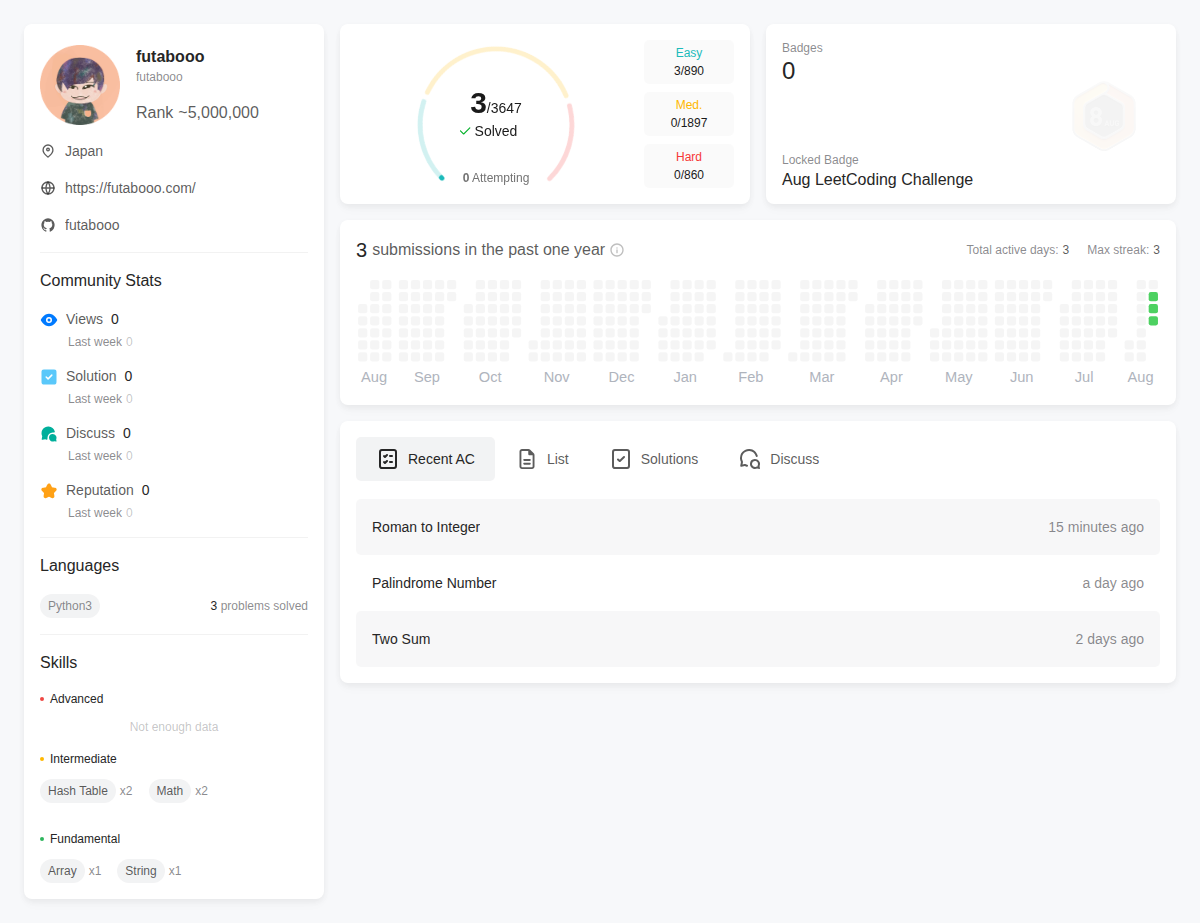 futabooo
futabooo
Rank ~5,000,000
Japan
https://futabooo.com/
futabooo
Community Stats
Views 0
Last week 0
Solution 0
Last week 0
Discuss 0
Last week 0
Reputation 0
Last week 0
Languages
Python3 3 problems solved
Skills
Advanced
Not enough data
Intermediate
Hash Table x2 Math x2
Fundamental
Array x1 String x1
3/3647
Solved
0 Attempting
Easy
3/890
Med.
0/1897
Hard
0/860
Badges
0
Locked Badge
Aug LeetCoding Challenge
3 submissions in the past one year Total active days: 3 Max streak: 3
Aug Sep Oct Nov Dec Jan Feb Mar Apr May Jun Jul Aug
Recent AC List Solutions Discuss
Roman to Integer 15 minutes ago
Palindrome Number a day ago
Two Sum 2 days ago